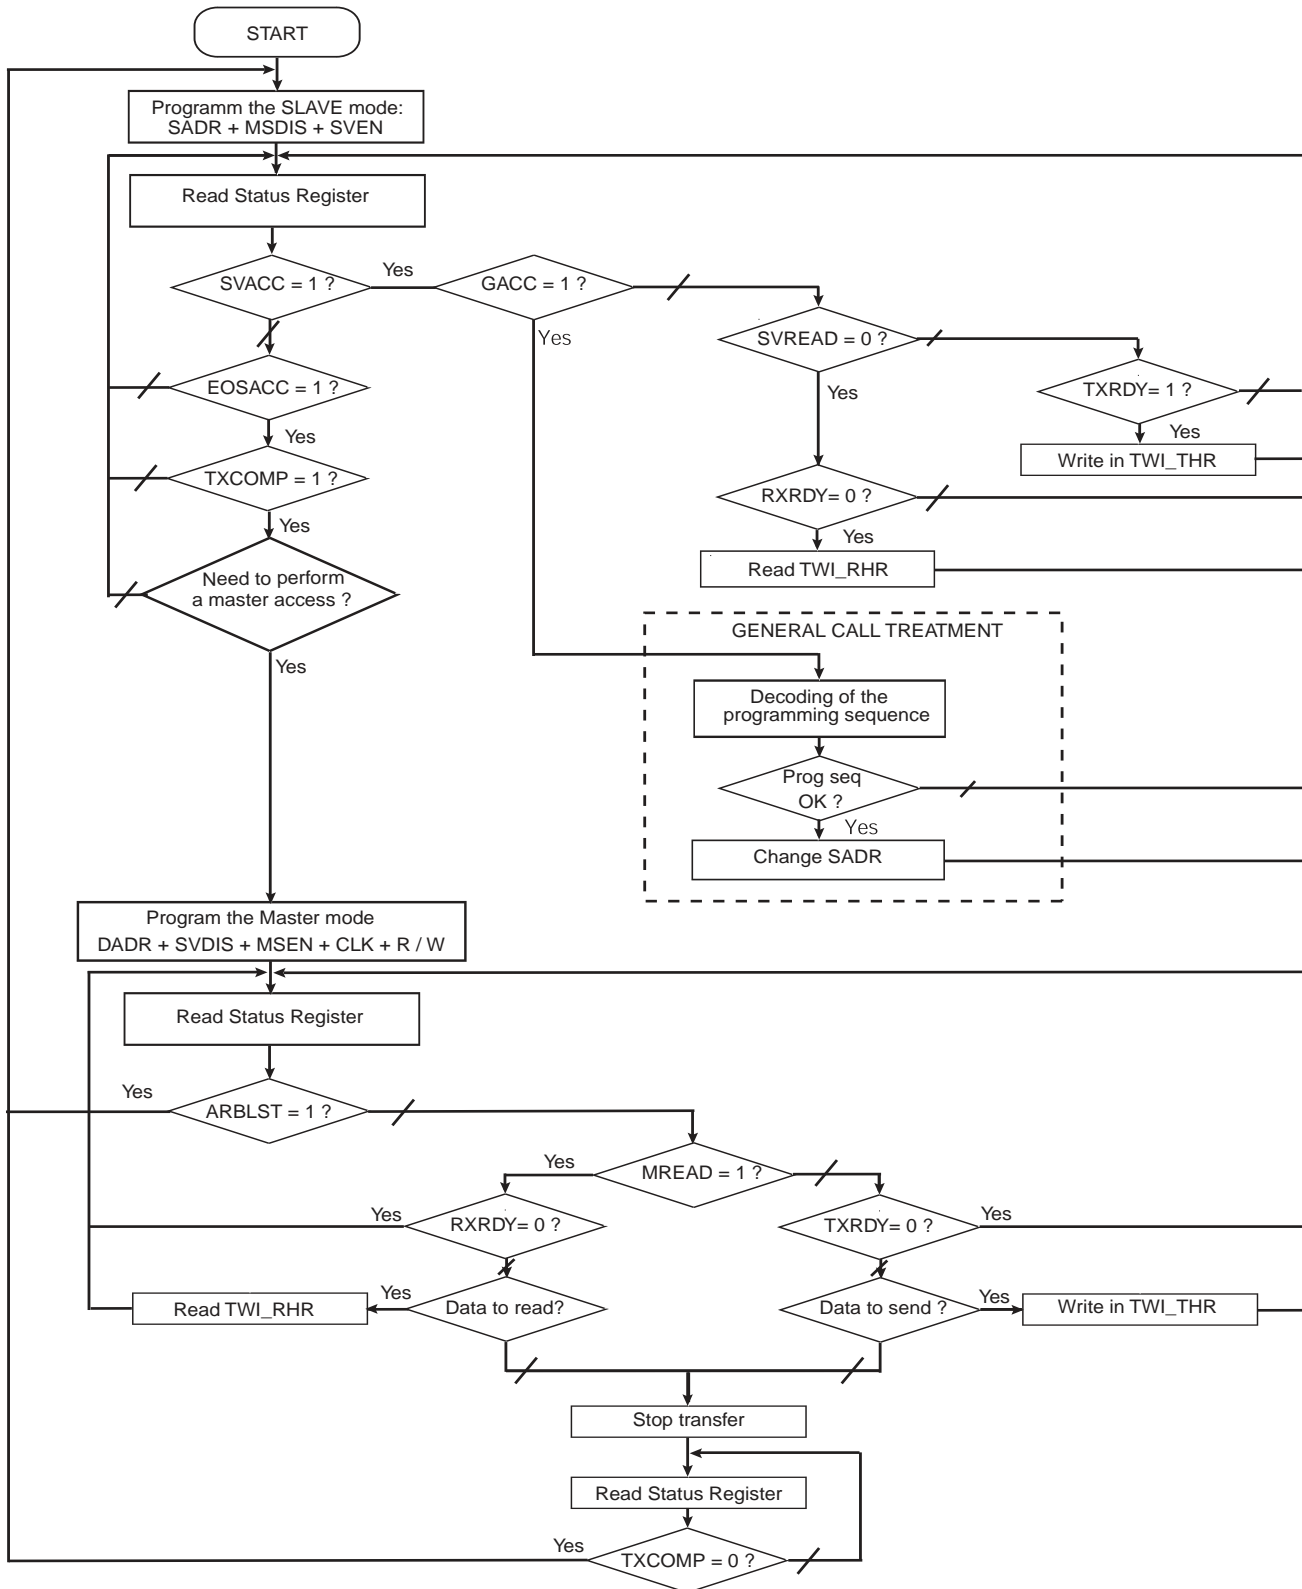 START
Programm the SLAVE mode:
SADR + MSDIS + SVEN
Read Status Register
SVACC = 1 ?
Yes
GACC = 1 ?
Yes
SVREAD = 0 ?
Yes
TXRDY= 1 ?
Yes
Write in TWI_THR
EOSACC = 1 ?
Yes
TXCOMP = 1 ?
Yes
RXRDY= 0 ?
Yes
Read TWI_RHR
Need to perform
a master access ?
Yes
GENERAL CALL TREATMENT
Decoding of the
programming sequence
Prog seq
OK ?
Yes
Change SADR
Program the Master mode
DADR + SVDIS + MSEN + CLK + R / W
Read Status Register
Yes
ARBLST = 1 ?
Yes
MREAD = 1 ?
Yes
RXRDY= 0 ?
TXRDY= 0 ?
Yes
Read TWI_RHR
Yes
Data to read?
Data to send ?
Yes
Write in TWI_THR
Stop transfer
Read Status Register
Yes
TXCOMP = 0 ?